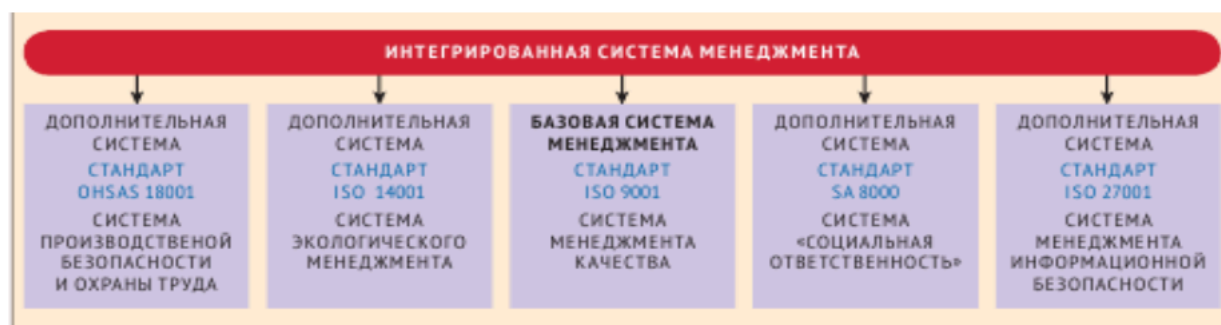 ИНТЕГРИРОВАННАЯ СИСТЕМА МЕНЕДЖМЕНТА
ДОПОЛНИТЕЛЬНАЯ
СИСТЕМА
СТАНДАРТ
OHSAS 18001
СИСТЕМА
ПРОИЗВОДСТВЕНОЙ
БЕЗОПАСНОСТИ
И ОХРАНЫ ТРУДА
ДОПОЛНИТЕЛЬНАЯ
СИСТЕМА
СТАНДАРТ
ISO 14001
СИСТЕМА
ЭКОЛОГИЧЕСКОГО
МЕНЕДЖМЕНТА
БАЗОВАЯ СИСТЕМА
МЕНЕДЖМЕНТА
СТАНДАРТ
ISO 9001
СИСТЕМА
МЕНЕДЖМЕНТА
КАЧЕСТВА
ДОПОЛНИТЕЛЬНАЯ
СИСТЕМА
СТАНДАРТ
SA 8000
СИСТЕМА
«СОЦИАЛЬНАЯ
ОТВЕТСТВЕННОСТЬ»
ДОПОЛНИТЕЛЬНАЯ
СИСТЕМА
СТАНДАРТ
ISO 27001
СИСТЕМА
МЕНЕДЖМЕНТА
ИНФОРМАЦИОННОЙ
БЕЗОПАСНОСТИ